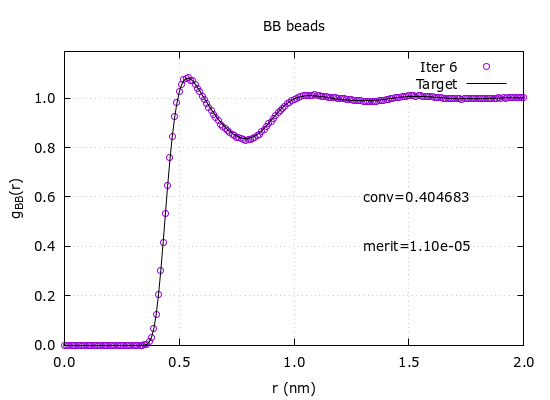 BB beads
Iter 6
Target
1.0
0.8
0.6
0.4
0.2
0.0
gBB(r)
conv=0.404683
merit=1.10e-05
0.0 0.5 1.0 1.5 2.0
r (nm)